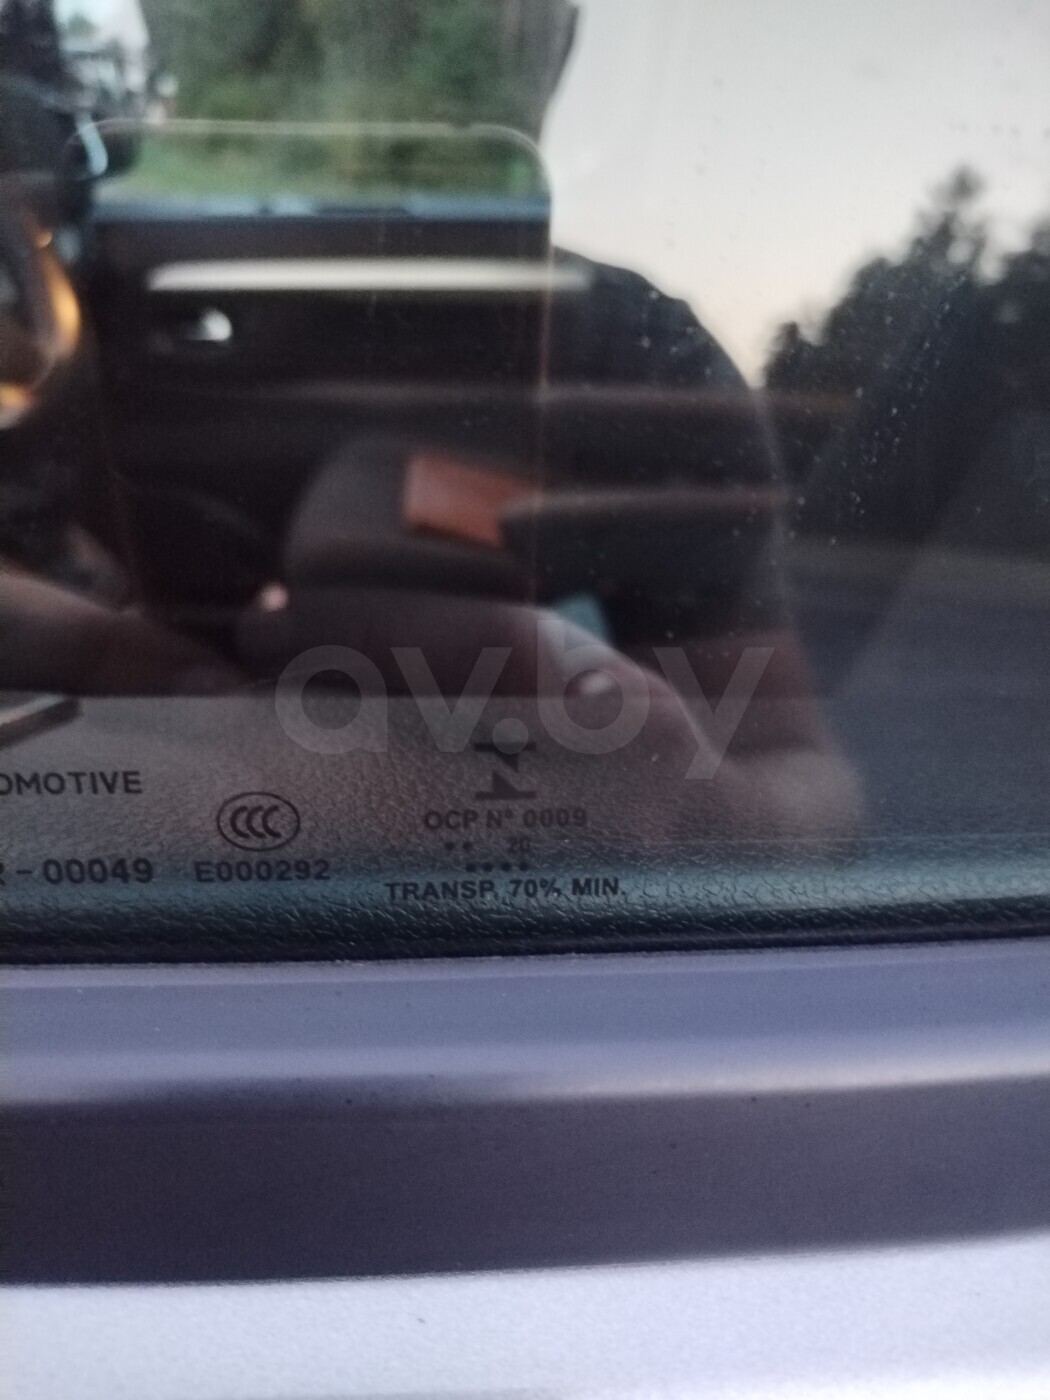 av.by
OMOTIVE
CCC
OCP N° 0009
.. 20
....
- 00049 E000292
TRANSP. 70% MIN.